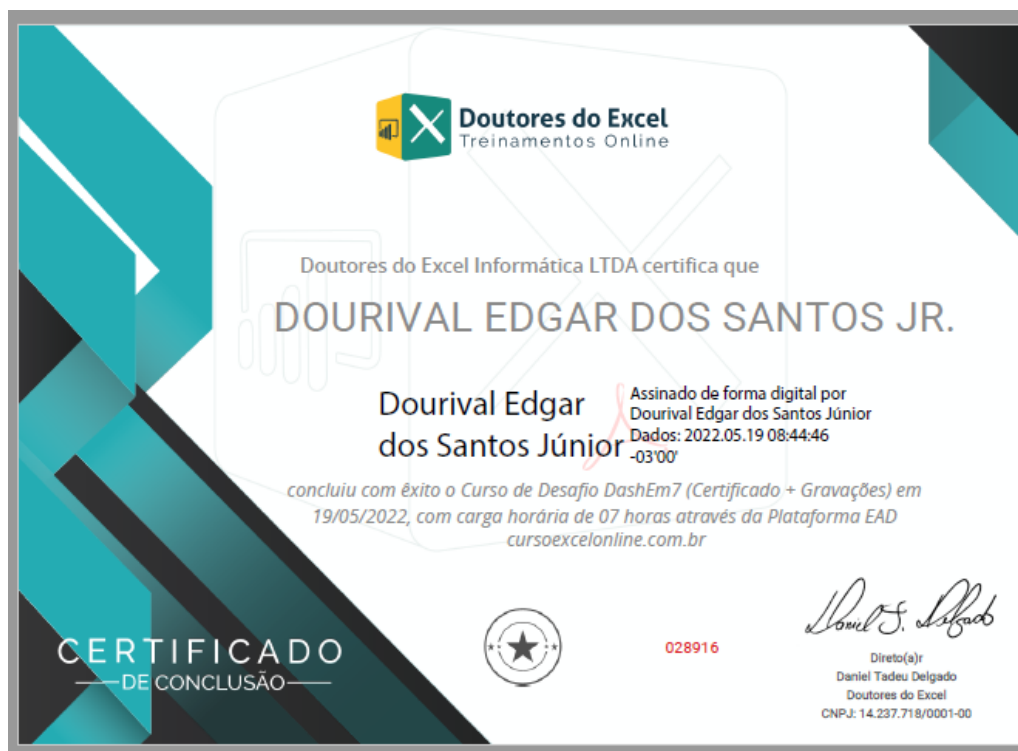 Doutores do Excel
Treinamentos Online
Doutores do Excel Informática LTDA certifica que
DOURIVAL EDGAR DOS SANTOS JR.
Dourival Edgar
dos Santos Júnior
Assinado de forma digital por
Dourival Edgar dos Santos Júnior
Dados: 2022.05.19 08:44:46
-03'00'
concluiu com êxito o Curso de Desafio DashEm7 (Certificado + Gravações) em
19/05/2022, com carga horária de 07 horas através da Plataforma EAD
cursoexcelonline.com.br
CERTIFICADO
DE CONCLUSÃO
028916
Daniel T. Delgado
Direto(a)r
Daniel Tadeu Delgado
Doutores do Excel
CNPJ: 14.237.718/0001-00